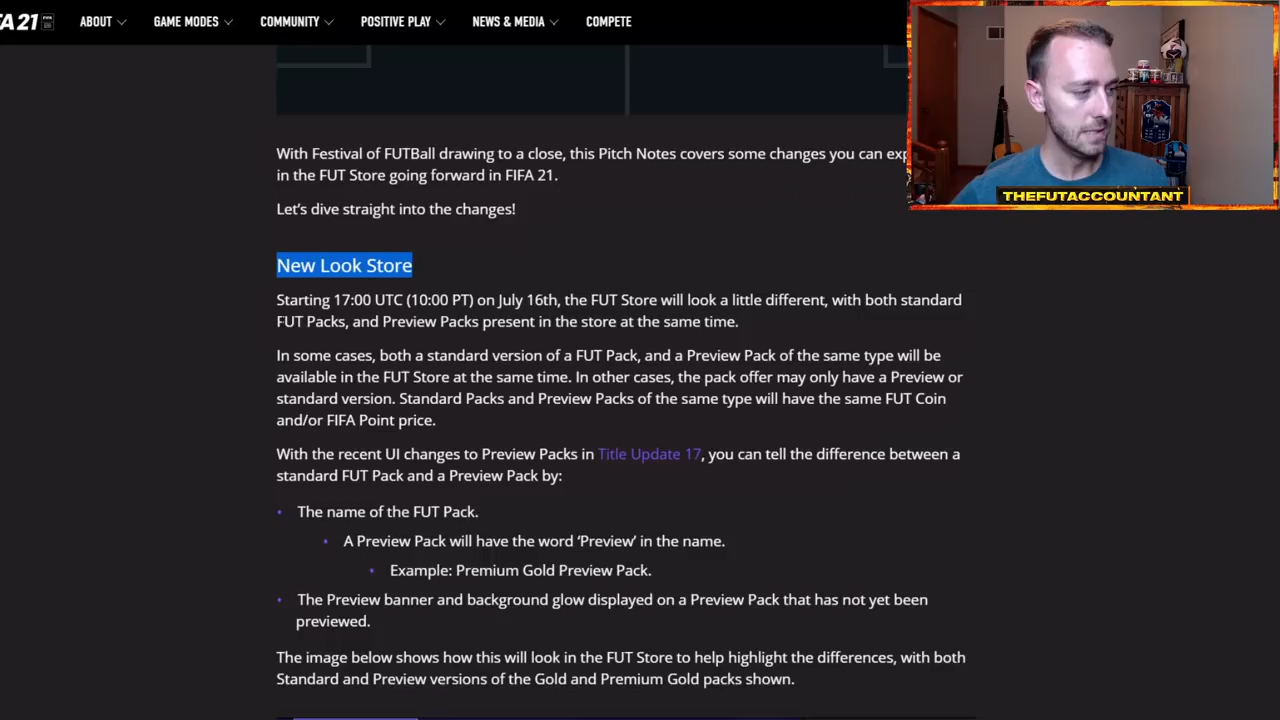 FA 21 ABOUT GAME MODES COMMUNITY POSITIVE PLAY NEWS & MEDIA COMPETE
With Festival of FUTBall drawing to a close, this Pitch Notes covers some changes you can
in the FUT Store going forward in FIFA 21.
Let's dive straight into the changes!
THEFUTACCOUNTANT
New Look Store
Starting 17:00 UTC (10:00 PT) on July 16th, the FUT Store will look a little different, with both standard
FUT Packs, and Preview Packs present in the store at the same time.
In some cases, both a standard version of a FUT Pack, and a Preview Pack of the same type will be
available in the FUT Store at the same time. In other cases, the pack offer may only have a Preview or
standard version. Standard Packs and Preview Packs of the same type will have the same FUT Coin
and/or FIFA Point price.
With the recent UI changes to Preview Packs in Title Update 17, you can tell the difference between a
standard FUT Pack and a Preview Pack by:
• The name of the FUT Pack.
• A Preview Pack will have the word ‘Preview’ in the name.
• Example: Premium Gold Preview Pack.
• The Preview banner and background glow displayed on a Preview Pack that has not yet been
previewed.
The image below shows how this will look in the FUT Store to help highlight the differences, with both
Standard and Preview versions of the Gold and Premium Gold packs shown.